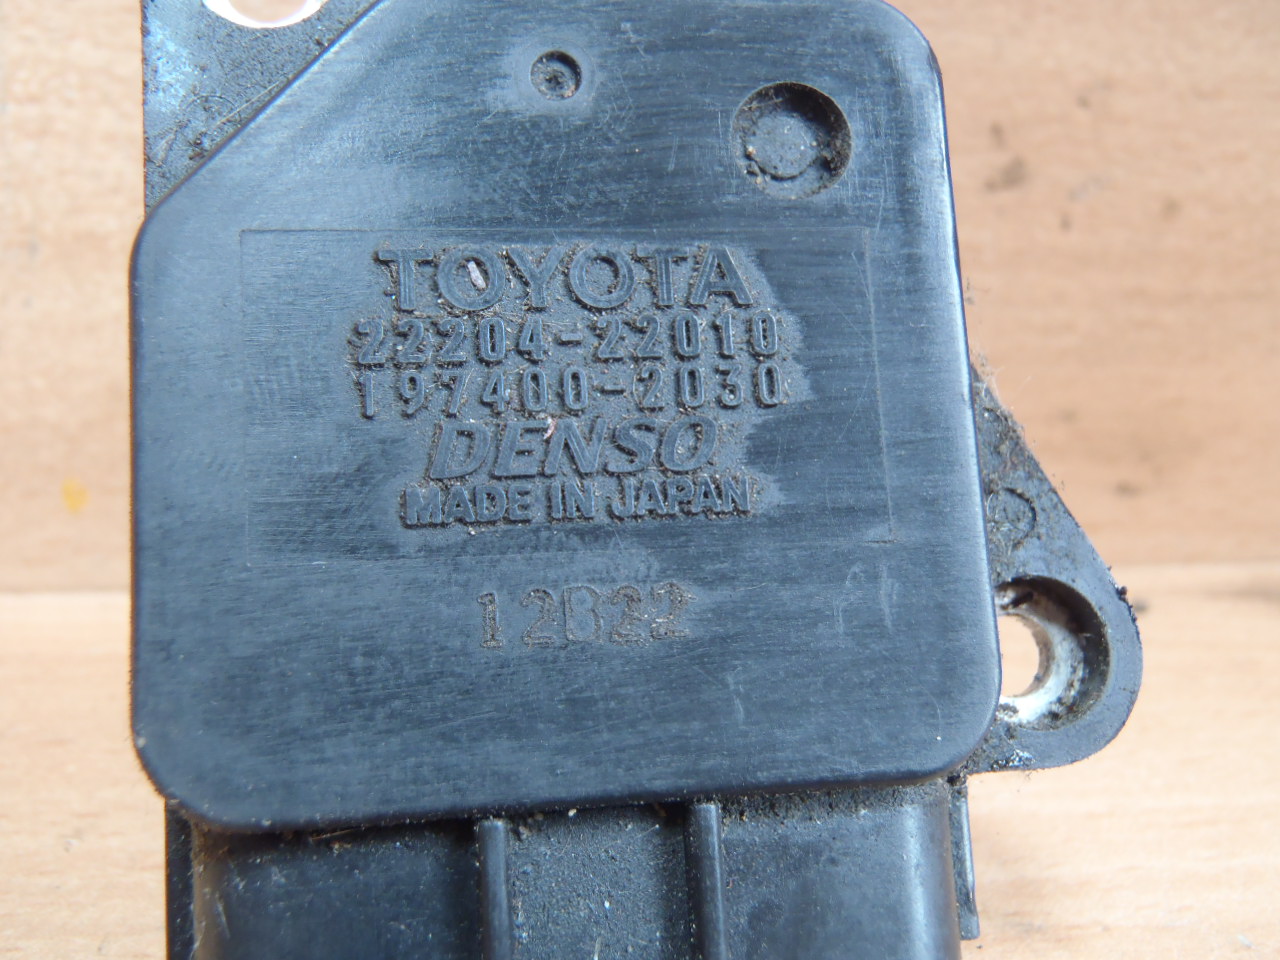 TOYOTA
22204-22010
197400-2030
DENSO
MADE IN JAPAN
12B22